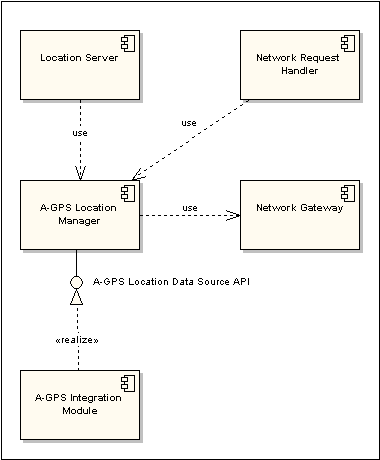 Location Server
Network Request
Handler
use
use
A-GPS Location
Manager
use
Network Gateway
A-GPS Location Data Source API
«realize»
A-GPS Integration
Module